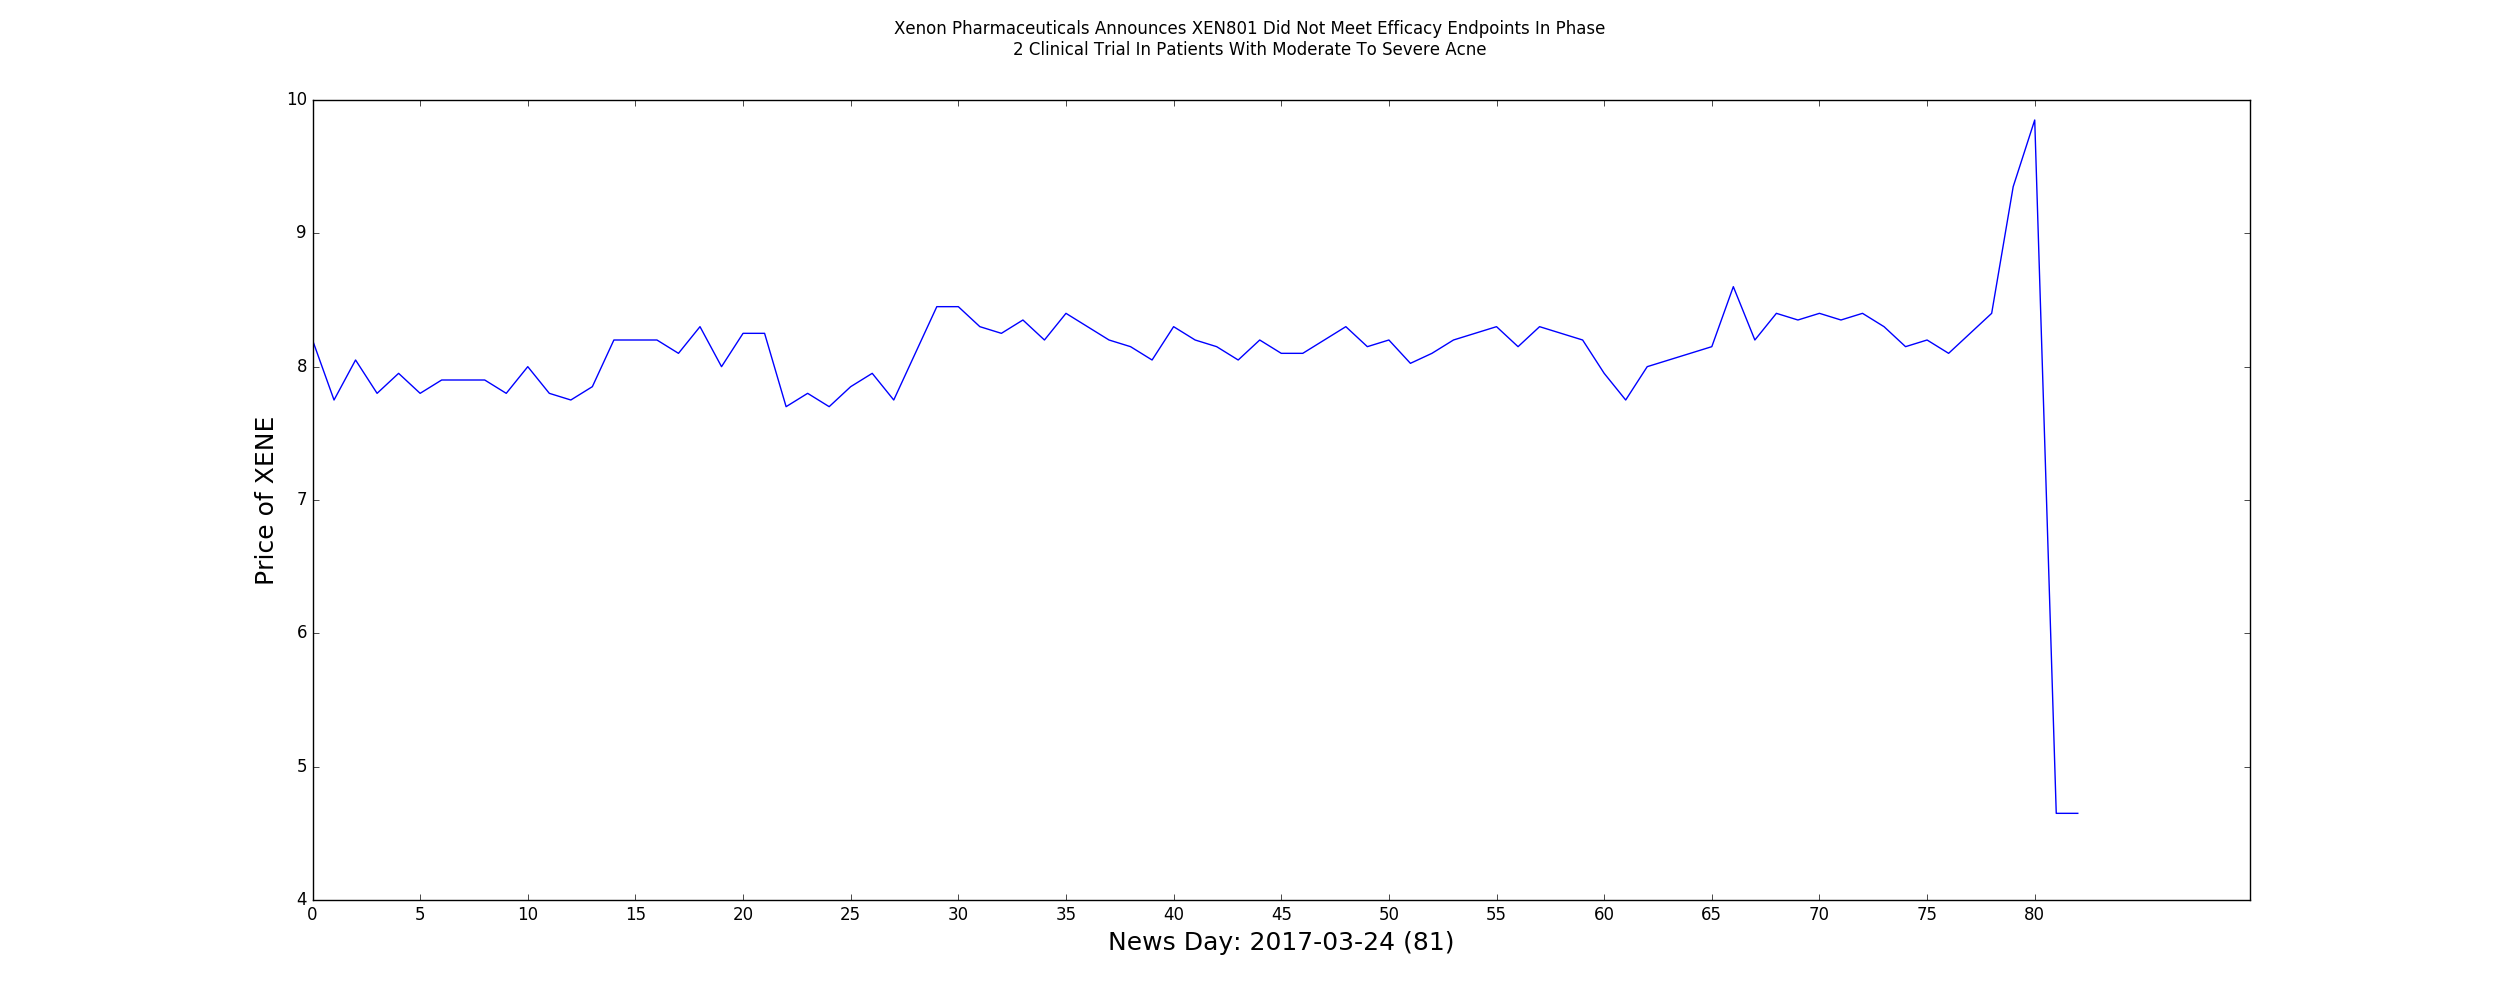 Xenon Pharmaceuticals Announces XEN801 Did Not Meet Efficacy Endpoints In Phase
2 Clinical Trial In Patients With Moderate To Severe Acne
10
9
8
7
6
5
4
Price of XENE
0 5 10 15 20 25 30 35 40 45 50 55 60 65 70 75 80
News Day: 2017-03-24 (81)